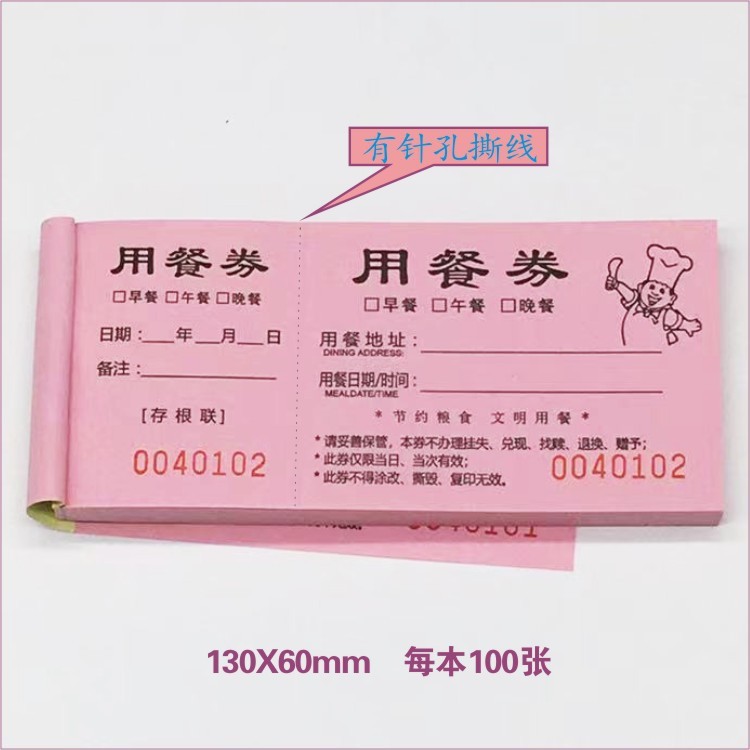 有针孔撕线
用餐券
□早餐 □午餐 □晚餐
日期:___年___月___日
备注:__________
[存根联]
0040102
用餐券
□早餐 □午餐 □晚餐
用餐地址:
DINING ADDRESS:
用餐日期/时间:
MEALDATE/TIME
*节约粮食 文明用餐*
*请妥善保管,本券不办理挂失、兑现、找赎、退换、赠予;
*此券仅限当日、当次有效;
*此券不得涂改、撕毁、复印无效。
0040102
0040101
130X60mm 每本100张